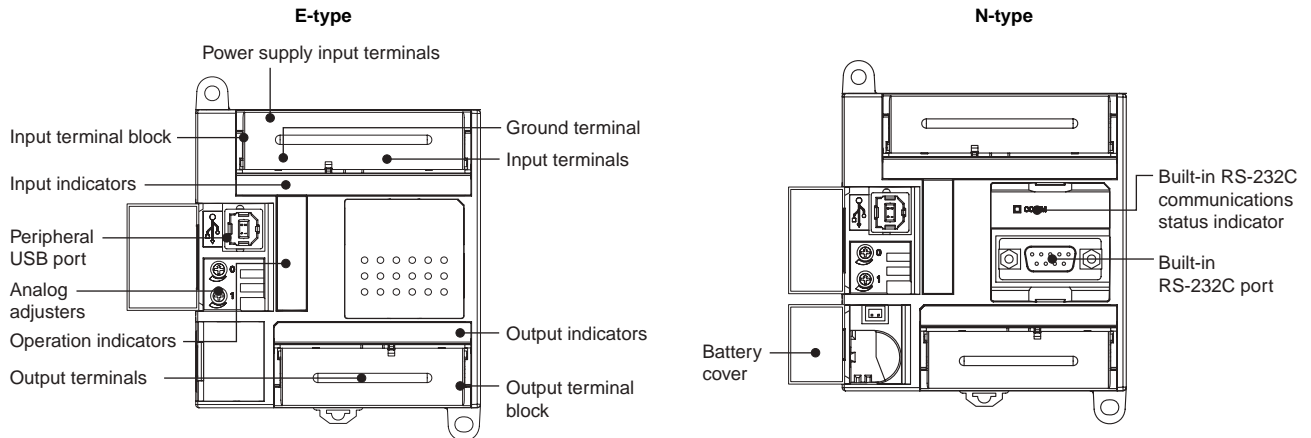 E-type
Power supply input terminals
Input terminal block
Ground terminal
Input terminals
Input indicators
Peripheral
USB port
Analog
adjusters
Operation indicators
Output terminals
Output indicators
Output terminal
block
0
1
N-type
COMM
0
1
Built-in RS-232C
communications
status indicator
Built-in
RS-232C port
Battery
cover